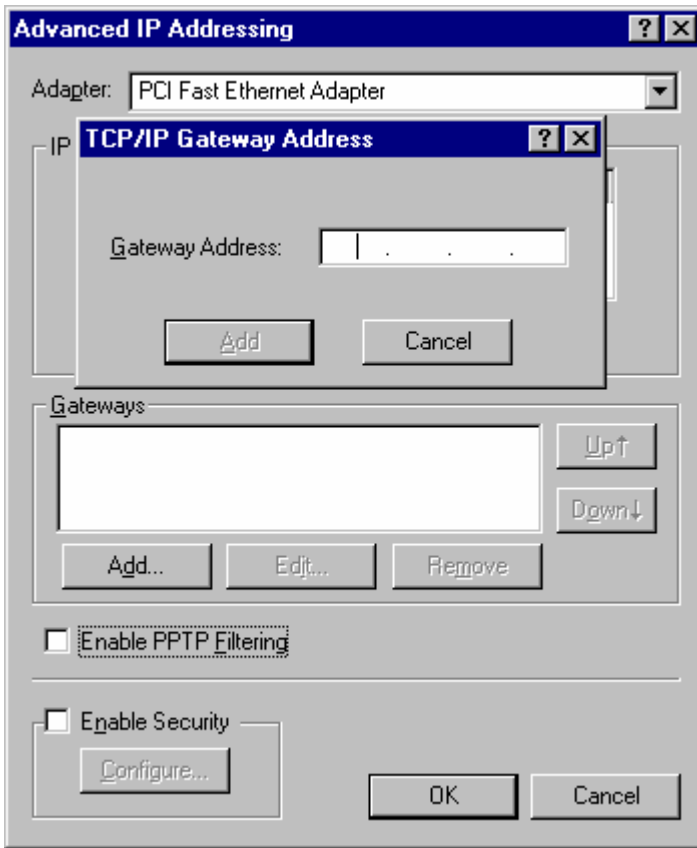 Advanced IP Addressing
Adapter: PCI Fast Ethernet Adapter
IP
TCP/IP Gateway Address
Gateway Address: . . .
Add Cancel
Gateways
Up↑
Down↓
Add... Edit... Remove
Enable PPTP Filtering
Enable Security
Configure...
OK Cancel